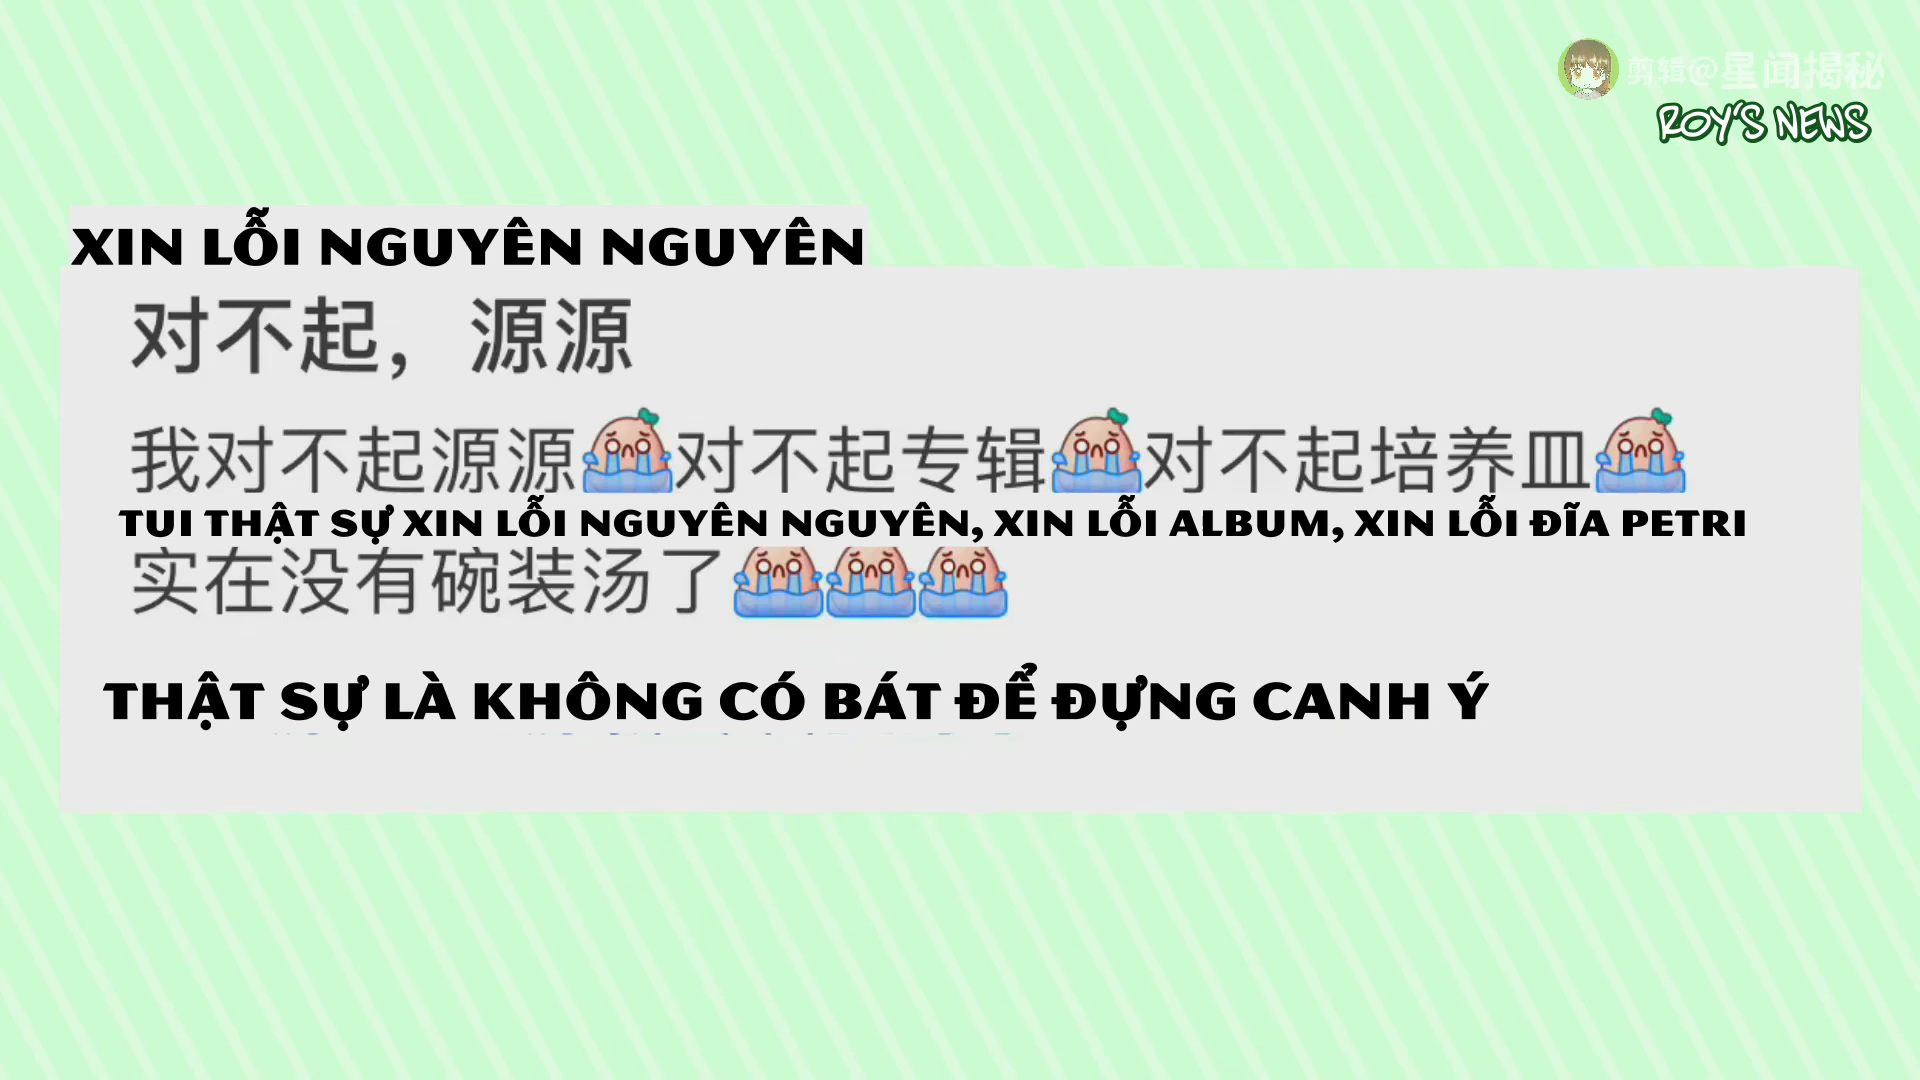 剪辑@星闻揭秘
ROY'S NEWS
XIN LỖI NGUYÊN NGUYÊN
对不起，源源
我对不起源源对不起专辑对不起培养皿
TUI THẬT SỰ XIN LỖI NGUYÊN NGUYÊN, XIN LỖI ALBUM, XIN LỖI ĐĨA PETRI
实在没有碗装汤了
THẬT SỰ LÀ KHÔNG CÓ BÁT ĐỂ ĐỰNG CANH Ý